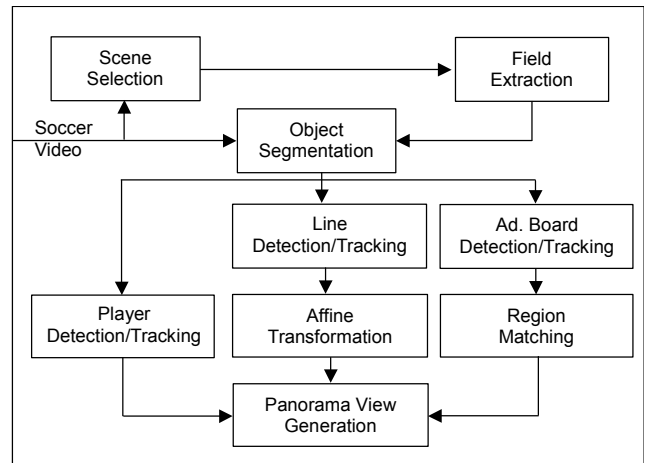 Scene
Selection
Field
Extraction
Soccer
Video
Object
Segmentation
Line
Detection/Tracking
Ad. Board
Detection/Tracking
Player
Detection/Tracking
Affine
Transformation
Region
Matching
Panorama View
Generation